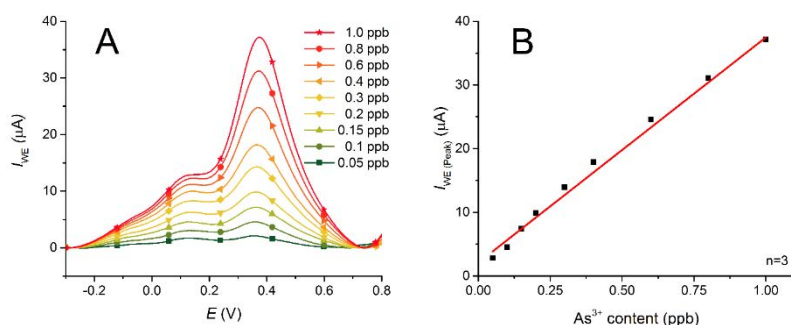 A
1.0 ppb
0.8 ppb
0.6 ppb
0.4 ppb
0.3 ppb
0.2 ppb
0.15 ppb
0.1 ppb
0.05 ppb
40
30
20
10
0
I_WE (μA)
-0.2 0.0 0.2 0.4 0.6 0.8
E (V)
B
40
30
20
10
0
I_WE (Peak) (μA)
n=3
0.00 0.25 0.50 0.75 1.00
As³⁺ content (ppb)